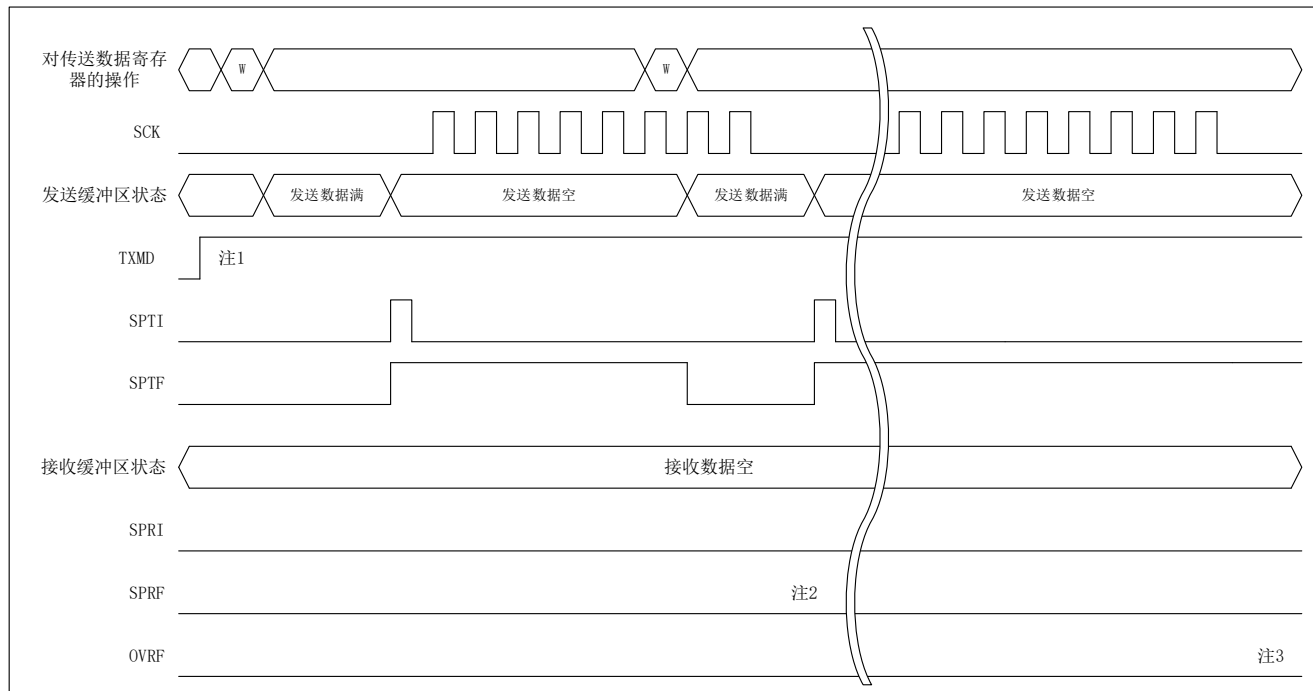 对传送数据寄存
器的操作
W
W
SCK
发送缓冲区状态
发送数据满
发送数据空
发送数据满
发送数据空
TXMD
注1
SPTI
SPTF
接收缓冲区状态
接收数据空
SPRI
SPRF
注2
OVRF
注3